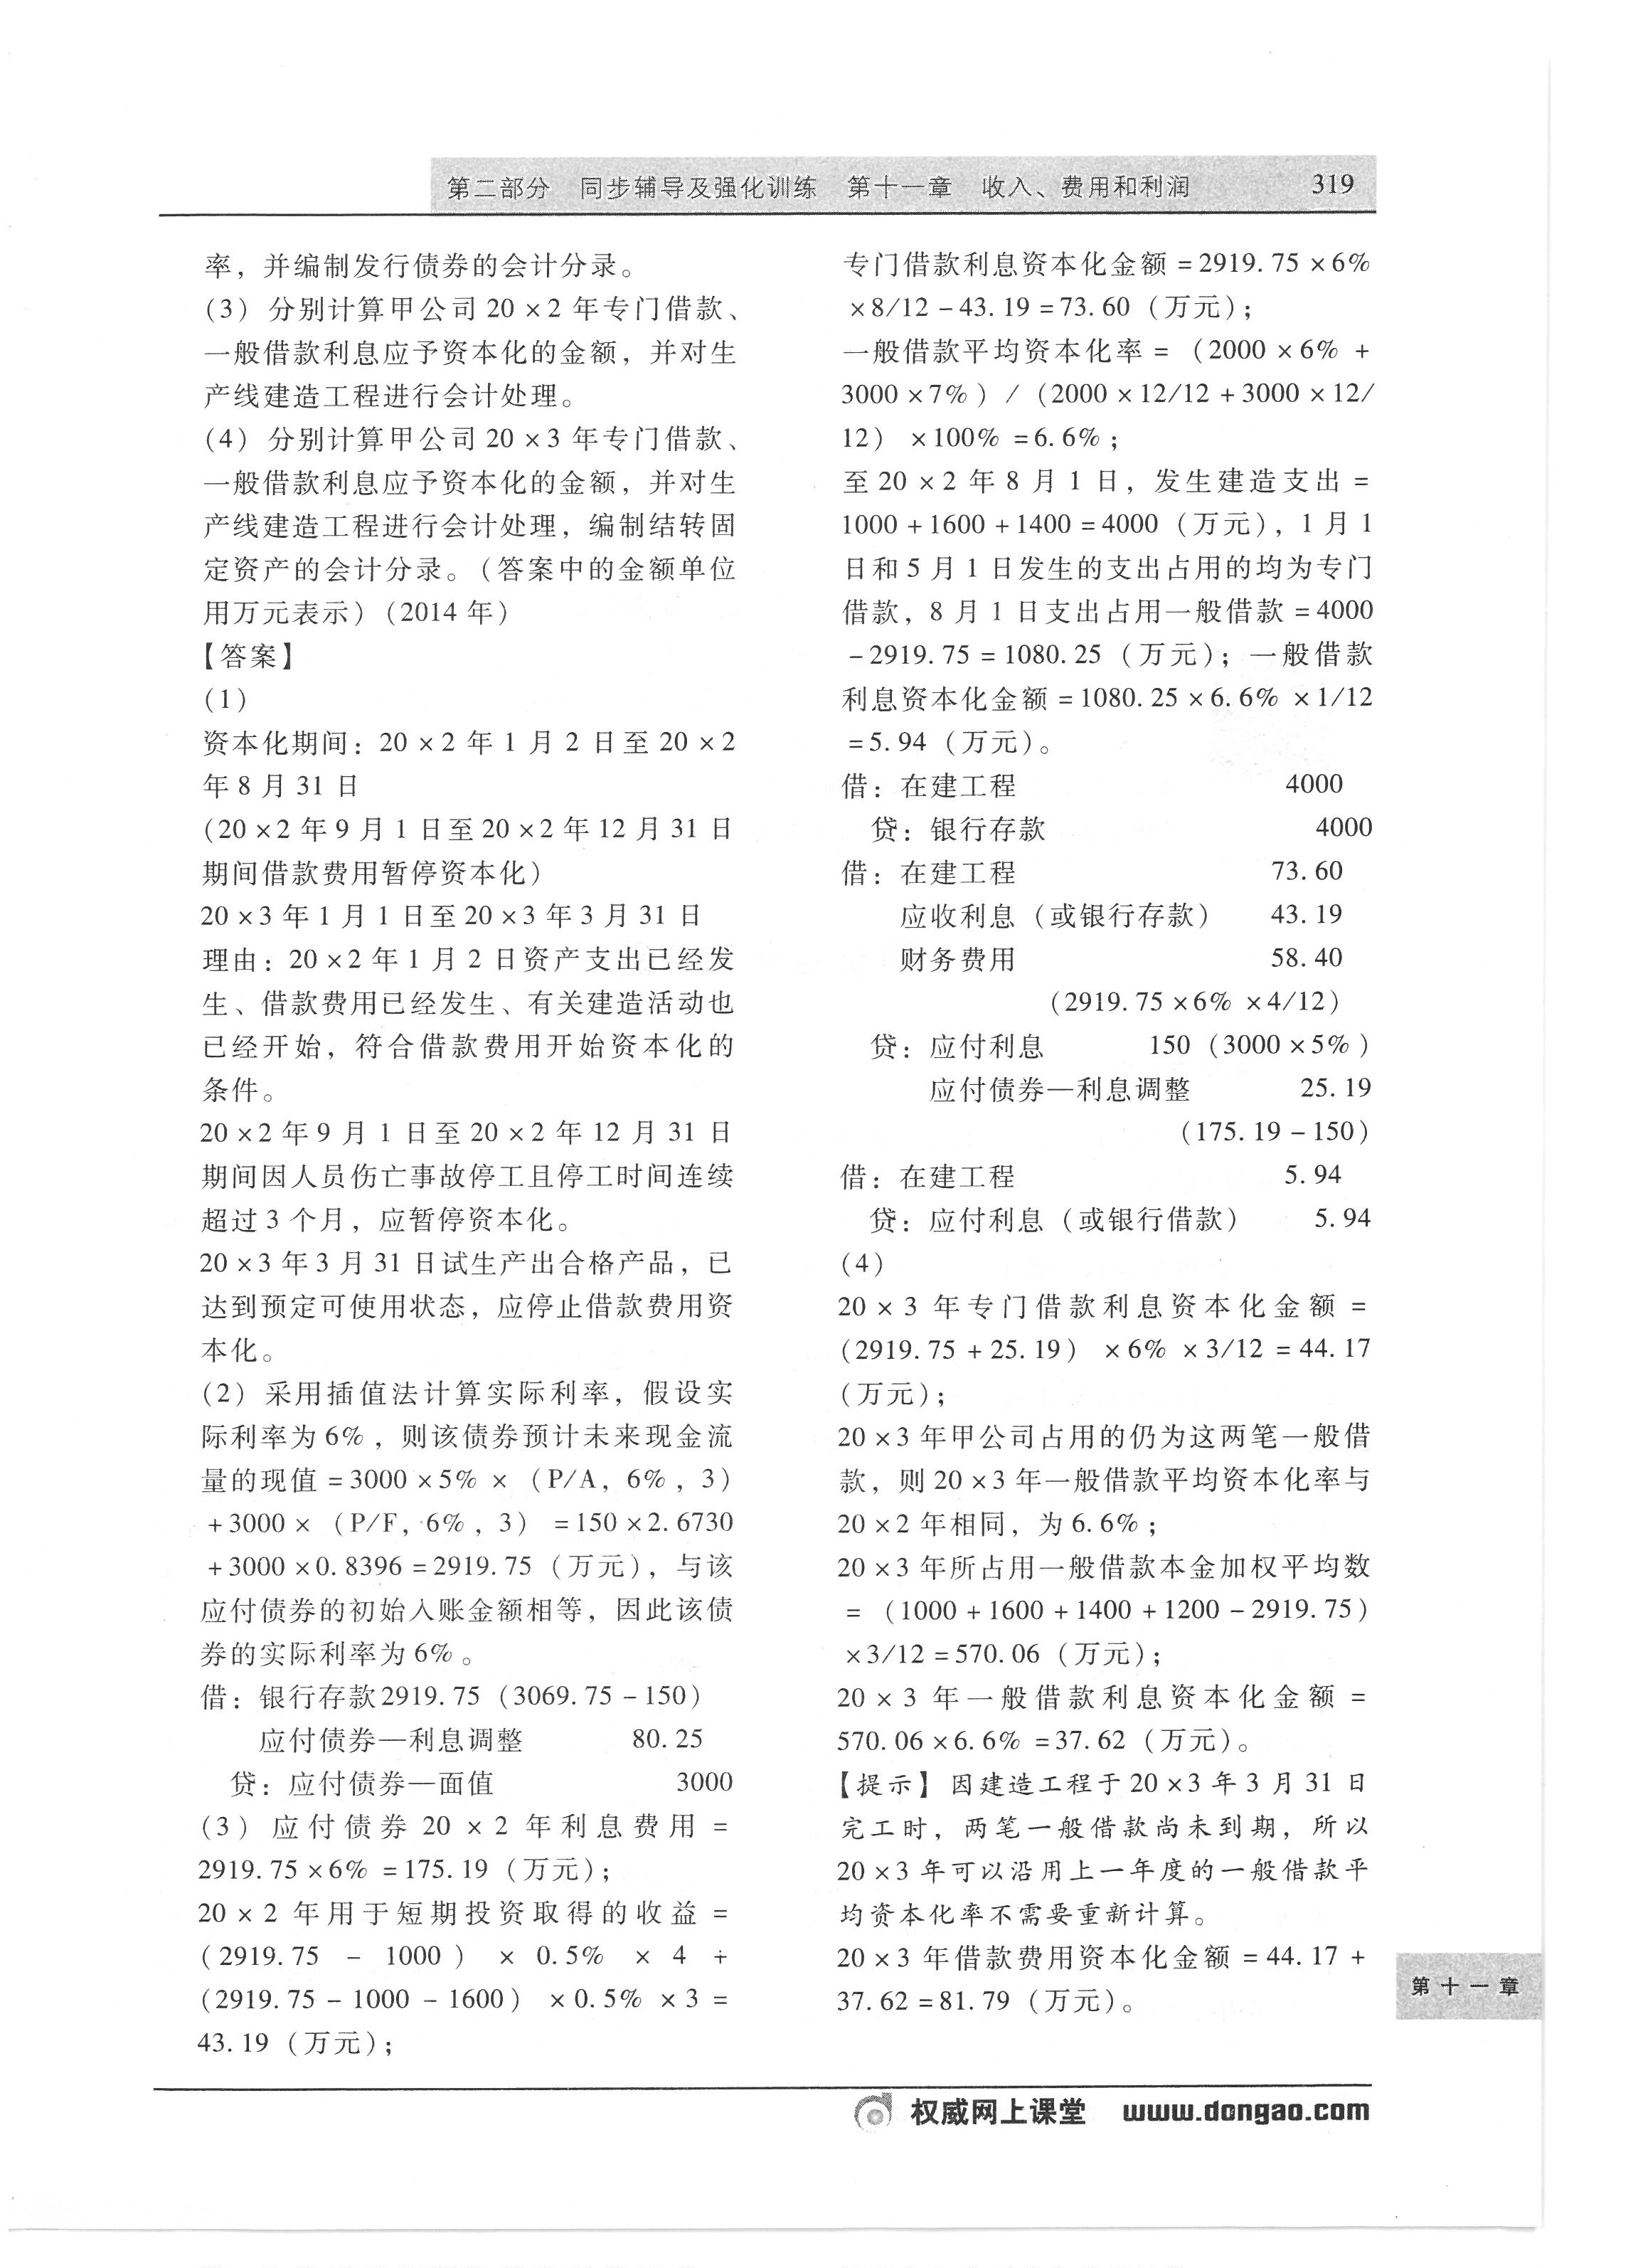 第二部分 同步辅导及强化训练 第十一章 收入、费用和利润 319
率，并编制发行债券的会计分录。
(3) 分别计算甲公司 20×2 年专门借款、
一般借款利息应予资本化的金额，并对生
产线建造工程进行会计处理。
(4) 分别计算甲公司 20×3 年专门借款、
一般借款利息应予资本化的金额，并对生
产线建造工程进行会计处理，编制结转固
定资产的会计分录。（答案中的金额单位
用万元表示）（2014 年）
【答案】
(1)
资本化期间：20×2 年 1 月 2 日至 20×2
年 8 月 31 日
（20×2 年 9 月 1 日至 20×2 年 12 月 31 日
期间借款费用暂停资本化）
20×3 年 1 月 1 日至 20×3 年 3 月 31 日
理由：20×2 年 1 月 2 日资产支出已经发
生、借款费用已经发生、有关建造活动也
已经开始，符合借款费用开始资本化的
条件。
20×2 年 9 月 1 日至 20×2 年 12 月 31 日
期间因人员伤亡事故停工且停工时间连续
超过 3 个月，应暂停资本化。
20×3 年 3 月 31 日试生产出合格产品，已
达到预定可使用状态，应停止借款费用资
本化。
(2) 采用插值法计算实际利率，假设实
际利率为 6%，则该债券预计未来现金流
量的现值 =3000×5% × （P/A, 6%, 3）
+3000× （P/F, 6%, 3） =150×2.6730
+3000×0.8396=2919.75（万元），与该
应付债券的初始入账金额相等，因此该债
券的实际利率为 6%。
借：银行存款2919.75（3069.75-150）
应付债券—利息调整 80.25
贷：应付债券—面值 3000
(3) 应付债券 20×2 年利息费用 =
2919.75×6% =175.19（万元）；
20×2 年用于短期投资取得的收益 =
（2919.75 - 1000） × 0.5% × 4 +
（2919.75-1000-1600） ×0.5% ×3=
43.19（万元）；
专门借款利息资本化金额 =2919.75×6%
×8/12-43.19=73.60（万元）；
一般借款平均资本化率 = （2000×6% +
3000×7%） / （2000×12/12+3000×12/
12） ×100% =6.6%；
至 20×2 年 8 月 1 日，发生建造支出 =
1000+1600+1400=4000（万元），1 月 1
日和 5 月 1 日发生的支出占用的均为专门
借款，8 月 1 日支出占用一般借款 =4000
-2919.75=1080.25（万元）；一般借款
利息资本化金额 =1080.25×6.6% ×1/12
=5.94（万元）。
借：在建工程 4000
贷：银行存款 4000
借：在建工程 73.60
应收利息（或银行存款） 43.19
财务费用 58.40
（2919.75×6% ×4/12）
贷：应付利息 150（3000×5%）
应付债券—利息调整 25.19
（175.19-150）
借：在建工程 5.94
贷：应付利息（或银行借款） 5.94
(4)
20×3 年专门借款利息资本化金额 =
（2919.75+25.19） ×6% ×3/12=44.17
（万元）；
20×3 年甲公司占用的仍为这两笔一般借
款，则 20×3 年一般借款平均资本化率与
20×2 年相同，为 6.6%；
20×3 年所占用一般借款本金加权平均数
= （1000+1600+1400+1200-2919.75）
×3/12=570.06（万元）；
20×3 年一般借款利息资本化金额 =
570.06×6.6% =37.62（万元）。
【提示】因建造工程于 20×3 年 3 月 31 日
完工时，两笔一般借款尚未到期，所以
20×3 年可以沿用上一年度的一般借款平
均资本化率不需要重新计算。
20×3 年借款费用资本化金额 =44.17+
37.62=81.79（万元）。
第十一章
权威网上课堂 www.dongao.com